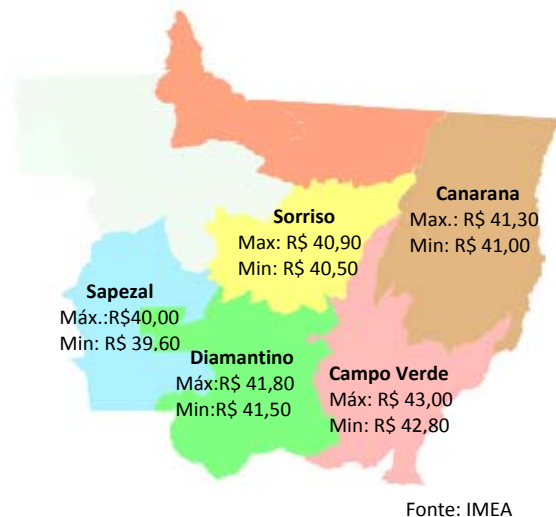 Canarana
Max.: R$ 41,30
Min: R$ 41,00
Sorriso
Max: R$ 40,90
Min: R$ 40,50
Sapezal
Máx.:R$40,00
Min: R$ 39,60
Diamantino
Máx:R$ 41,80
Min:R$ 41,50
Campo Verde
Máx: R$ 43,00
Min: R$ 42,80
Fonte: IMEA